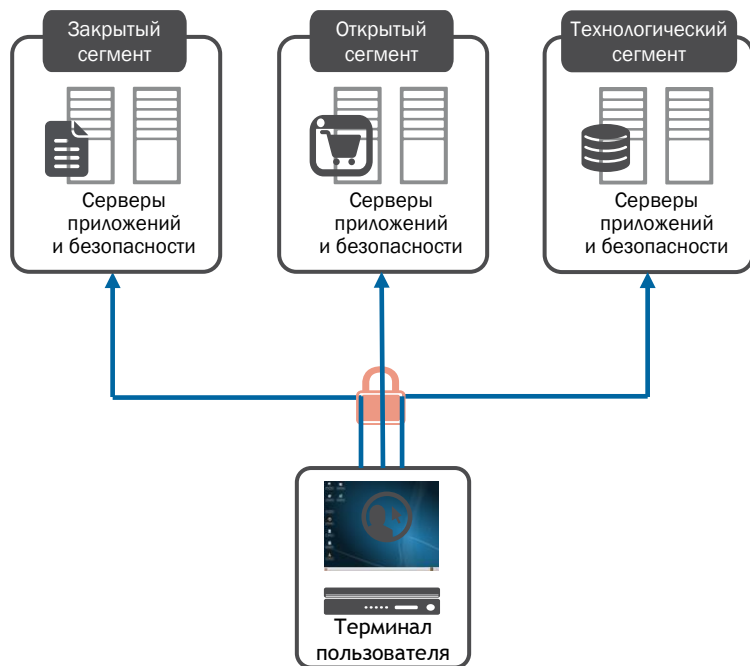 Закрытый
сегмент
Открытый
сегмент
Технологический
сегмент
Серверы
приложений
и безопасности
Серверы
приложений
и безопасности
Серверы
приложений
и безопасности
Терминал
пользователя